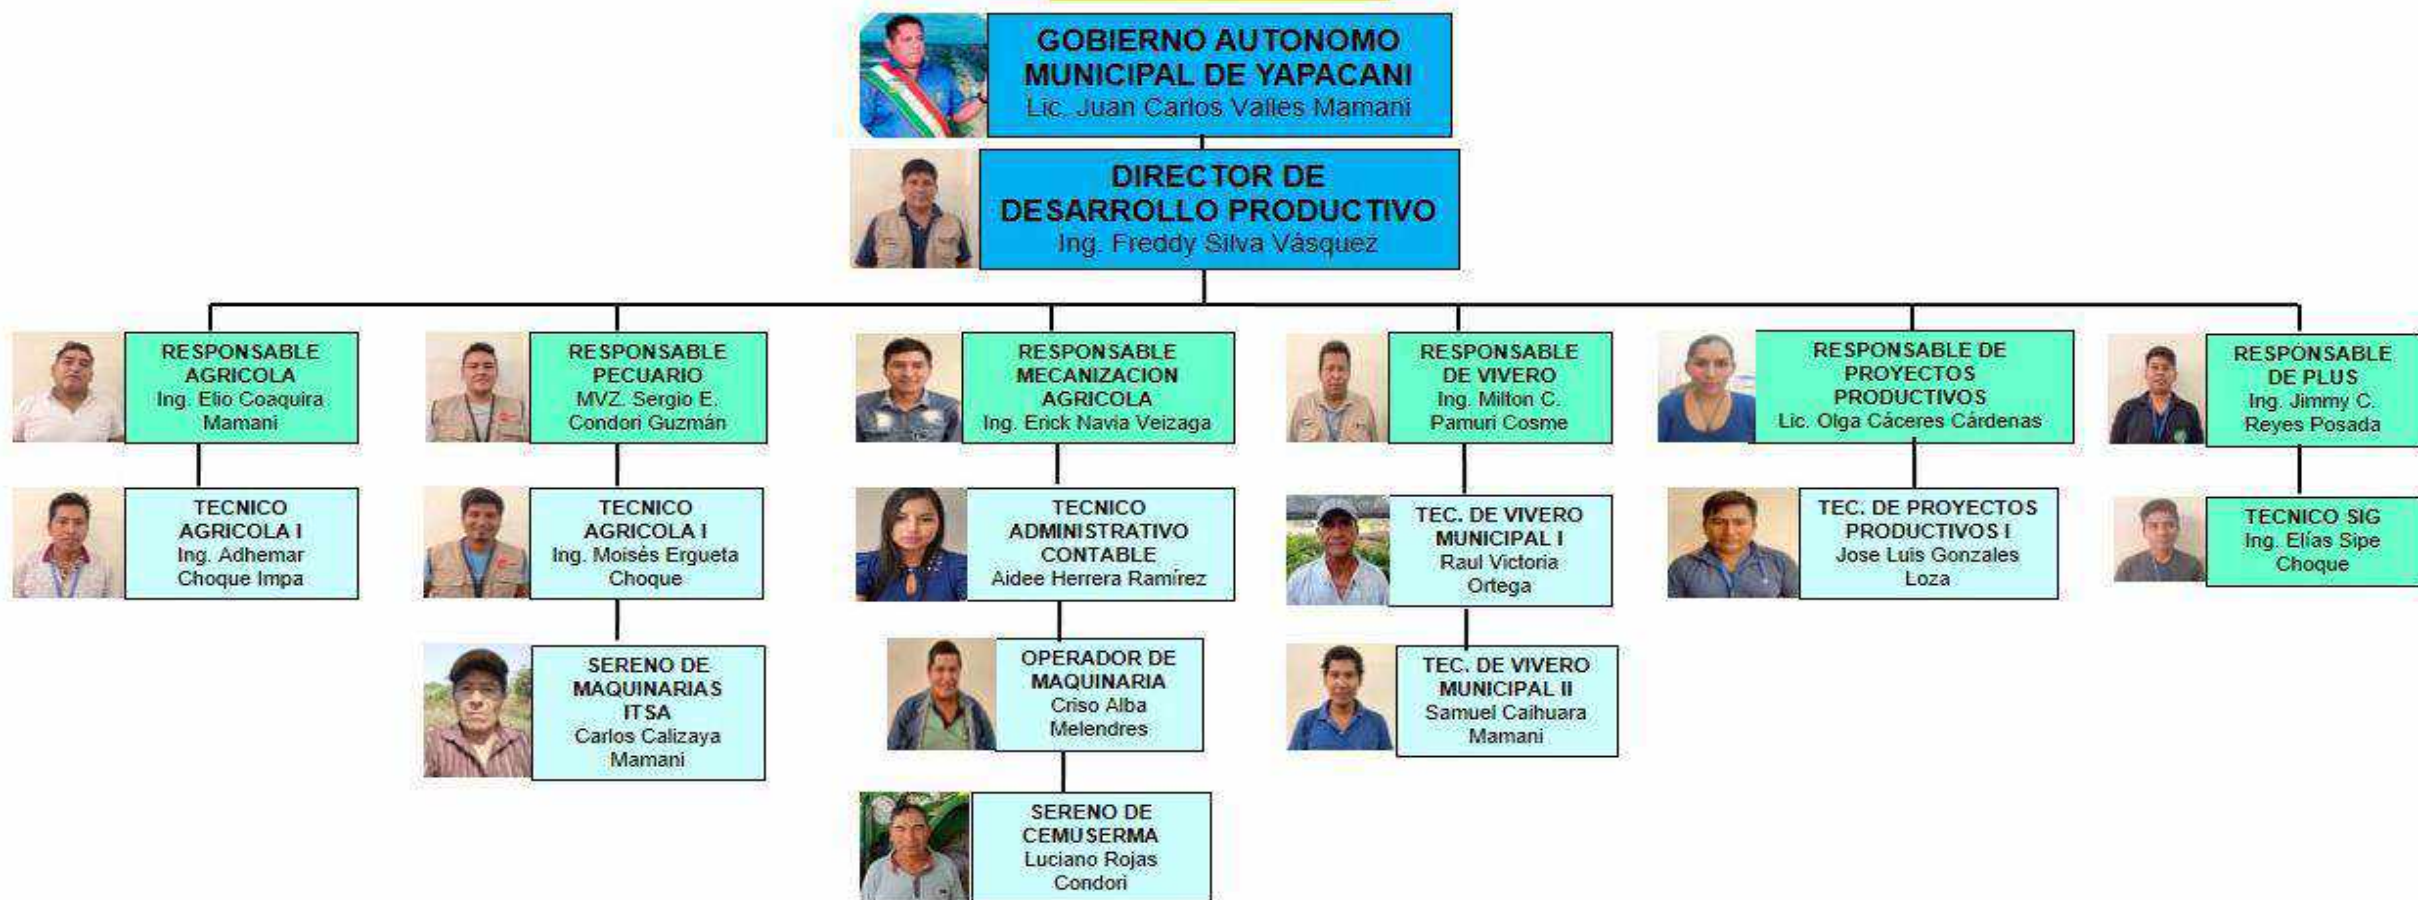 GOBIERNO AUTONOMO
MUNICIPAL DE YAPACANI
Lic. Juan Carlos Valles Mamani
DIRECTOR DE
DESARROLLO PRODUCTIVO
Ing. Freddy Silva Vásquez
RESPONSABLE
AGRICOLA
Ing. Elio Coaquira
Mamani
RESPONSABLE
PECUARIO
MVZ. Sergio E.
Condori Guzmán
RESPONSABLE
MECANIZACION
AGRICOLA
Ing. Erick Navia Veizaga
RESPONSABLE
DE VIVERO
Ing. Milton C.
Pamuri Cosme
RESPONSABLE DE
PROYECTOS
PRODUCTIVOS
Lic. Olga Cáceres Cárdenas
RESPONSABLE
DE PLUS
Ing. Jimmy C.
Reyes Posada
TECNICO
AGRICOLA I
Ing. Adhemar
Choque Impa
TECNICO
AGRICOLA I
Ing. Moisés Ergueta
Choque
TECNICO
ADMINISTRATIVO
CONTABLE
Aidee Herrera Ramírez
TEC. DE VIVERO
MUNICIPAL I
Raul Victoria
Ortega
TEC. DE PROYECTOS
PRODUCTIVOS I
Jose Luis Gonzales
Loza
TECNICO SIG
Ing. Elías Sipe
Choque
SERENO DE
MAQUINARIAS
ITSA
Carlos Calizaya
Mamani
OPERADOR DE
MAQUINARIA
Criso Alba
Melendres
TEC. DE VIVERO
MUNICIPAL II
Samuel Caihuara
Mamani
SERENO DE
CEMUSERMA
Luciano Rojas
Condori